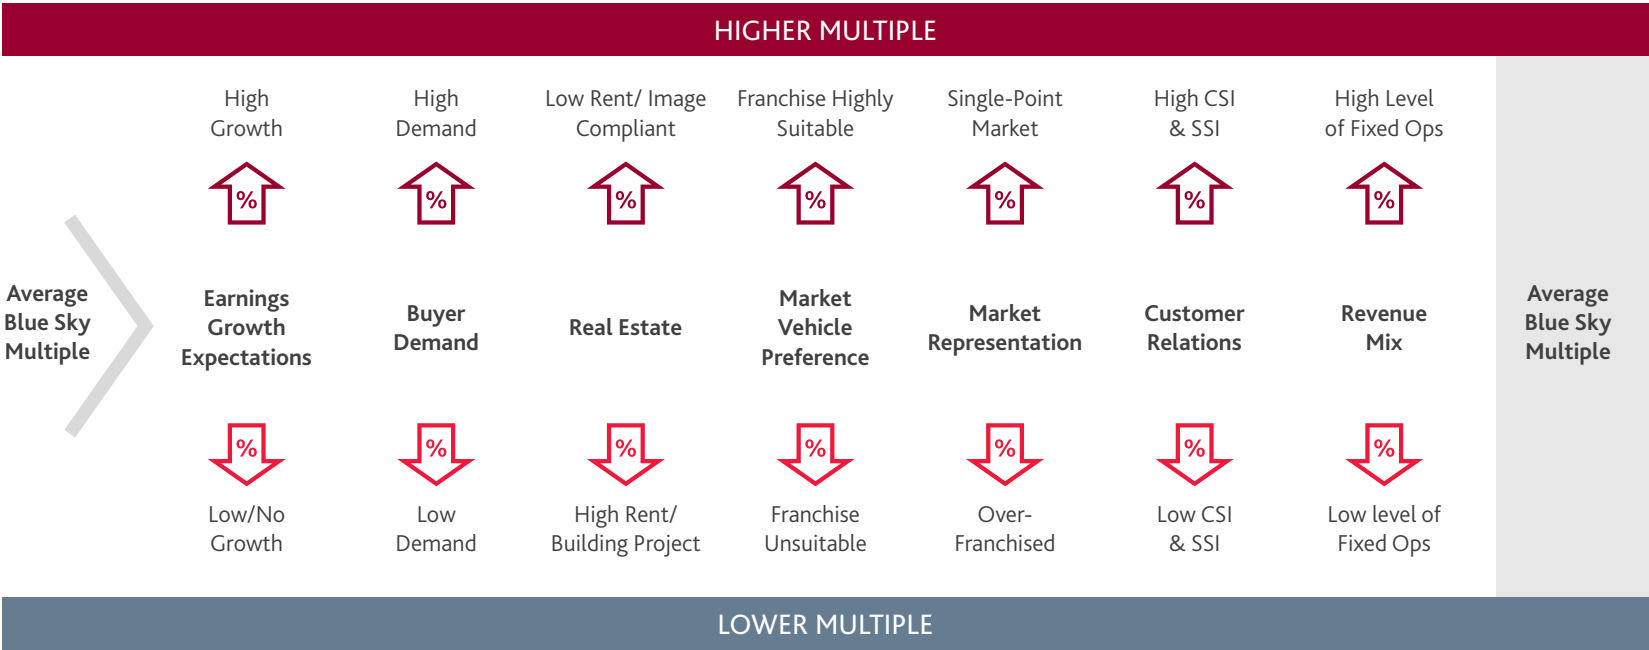 HIGHER MULTIPLE
High
Growth
High
Demand
Low Rent/ Image
Compliant
Franchise Highly
Suitable
Single-Point
Market
High CSI
& SSI
High Level
of Fixed Ops
%
%
%
%
%
%
%
Average
Blue Sky
Multiple
Earnings
Growth
Expectations
Buyer
Demand
Real Estate
Market
Vehicle
Preference
Market
Representation
Customer
Relations
Revenue
Mix
Average
Blue Sky
Multiple
%
%
%
%
%
%
%
Low/No
Growth
Low
Demand
High Rent/
Building Project
Franchise
Unsuitable
Over-
Franchised
Low CSI
& SSI
Low level of
Fixed Ops
LOWER MULTIPLE